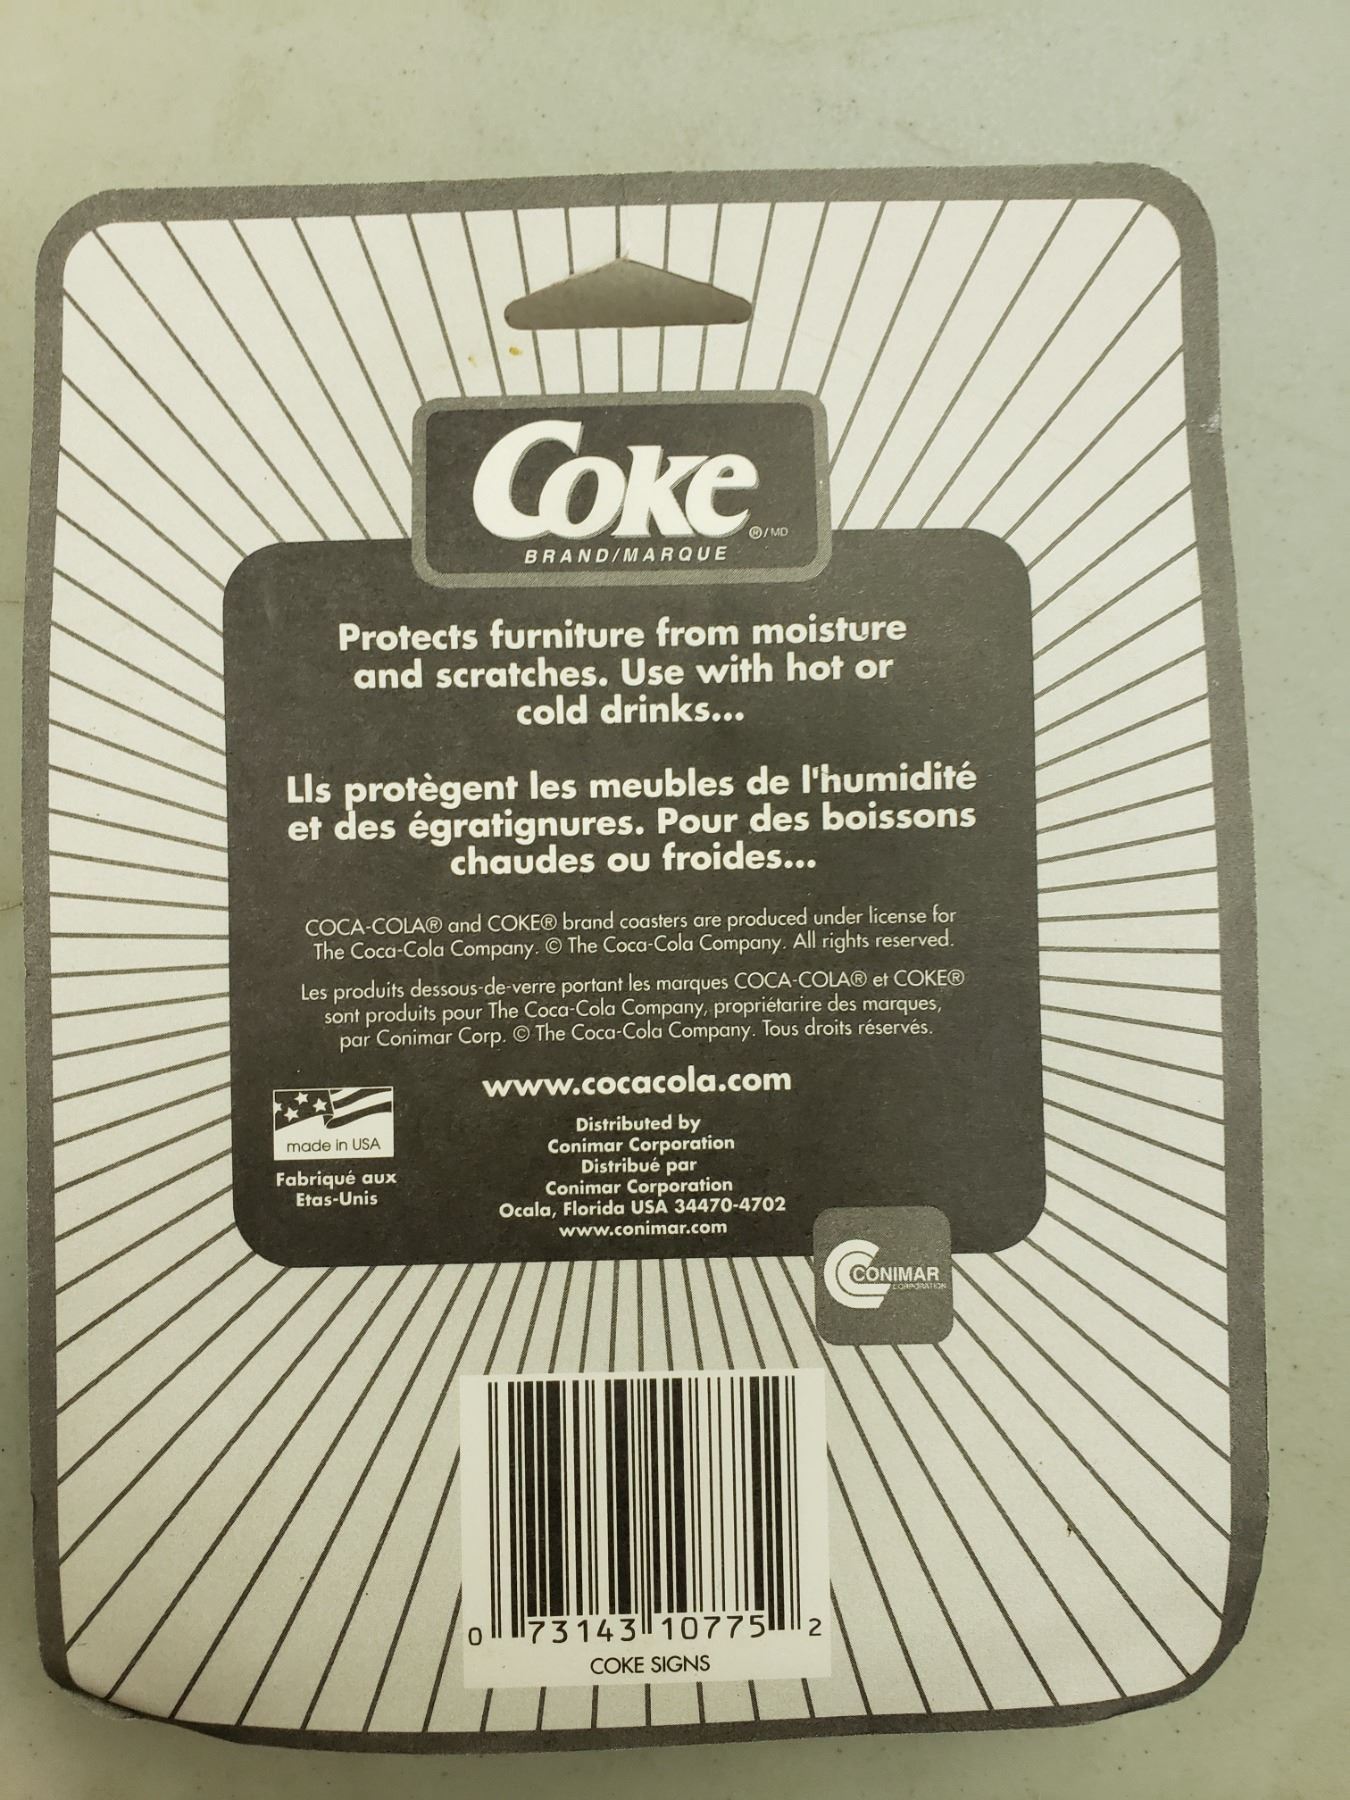 Coke
®/MD
BRAND/MARQUE
Protects furniture from moisture
and scratches. Use with hot or
cold drinks...
Lls protègent les meubles de l'humidité
et des égratignures. Pour des boissons
chaudes ou froides...
COCA-COLA® and COKE® brand coasters are produced under license for
The Coca-Cola Company. © The Coca-Cola Company. All rights reserved.
Les produits dessous-de-verre portant les marques COCA-COLA® et COKE®
sont produits pour The Coca-Cola Company, propriétarire des marques,
par Conimar Corp. © The Coca-Cola Company. Tous droits réservés.
www.cocacola.com
made in USA
Fabriqué aux
Etas-Unis
Distributed by
Conimar Corporation
Distribué par
Conimar Corporation
Ocala, Florida USA 34470-4702
www.conimar.com
CONIMAR
CORPORATION
0 73143 10775 2
COKE SIGNS